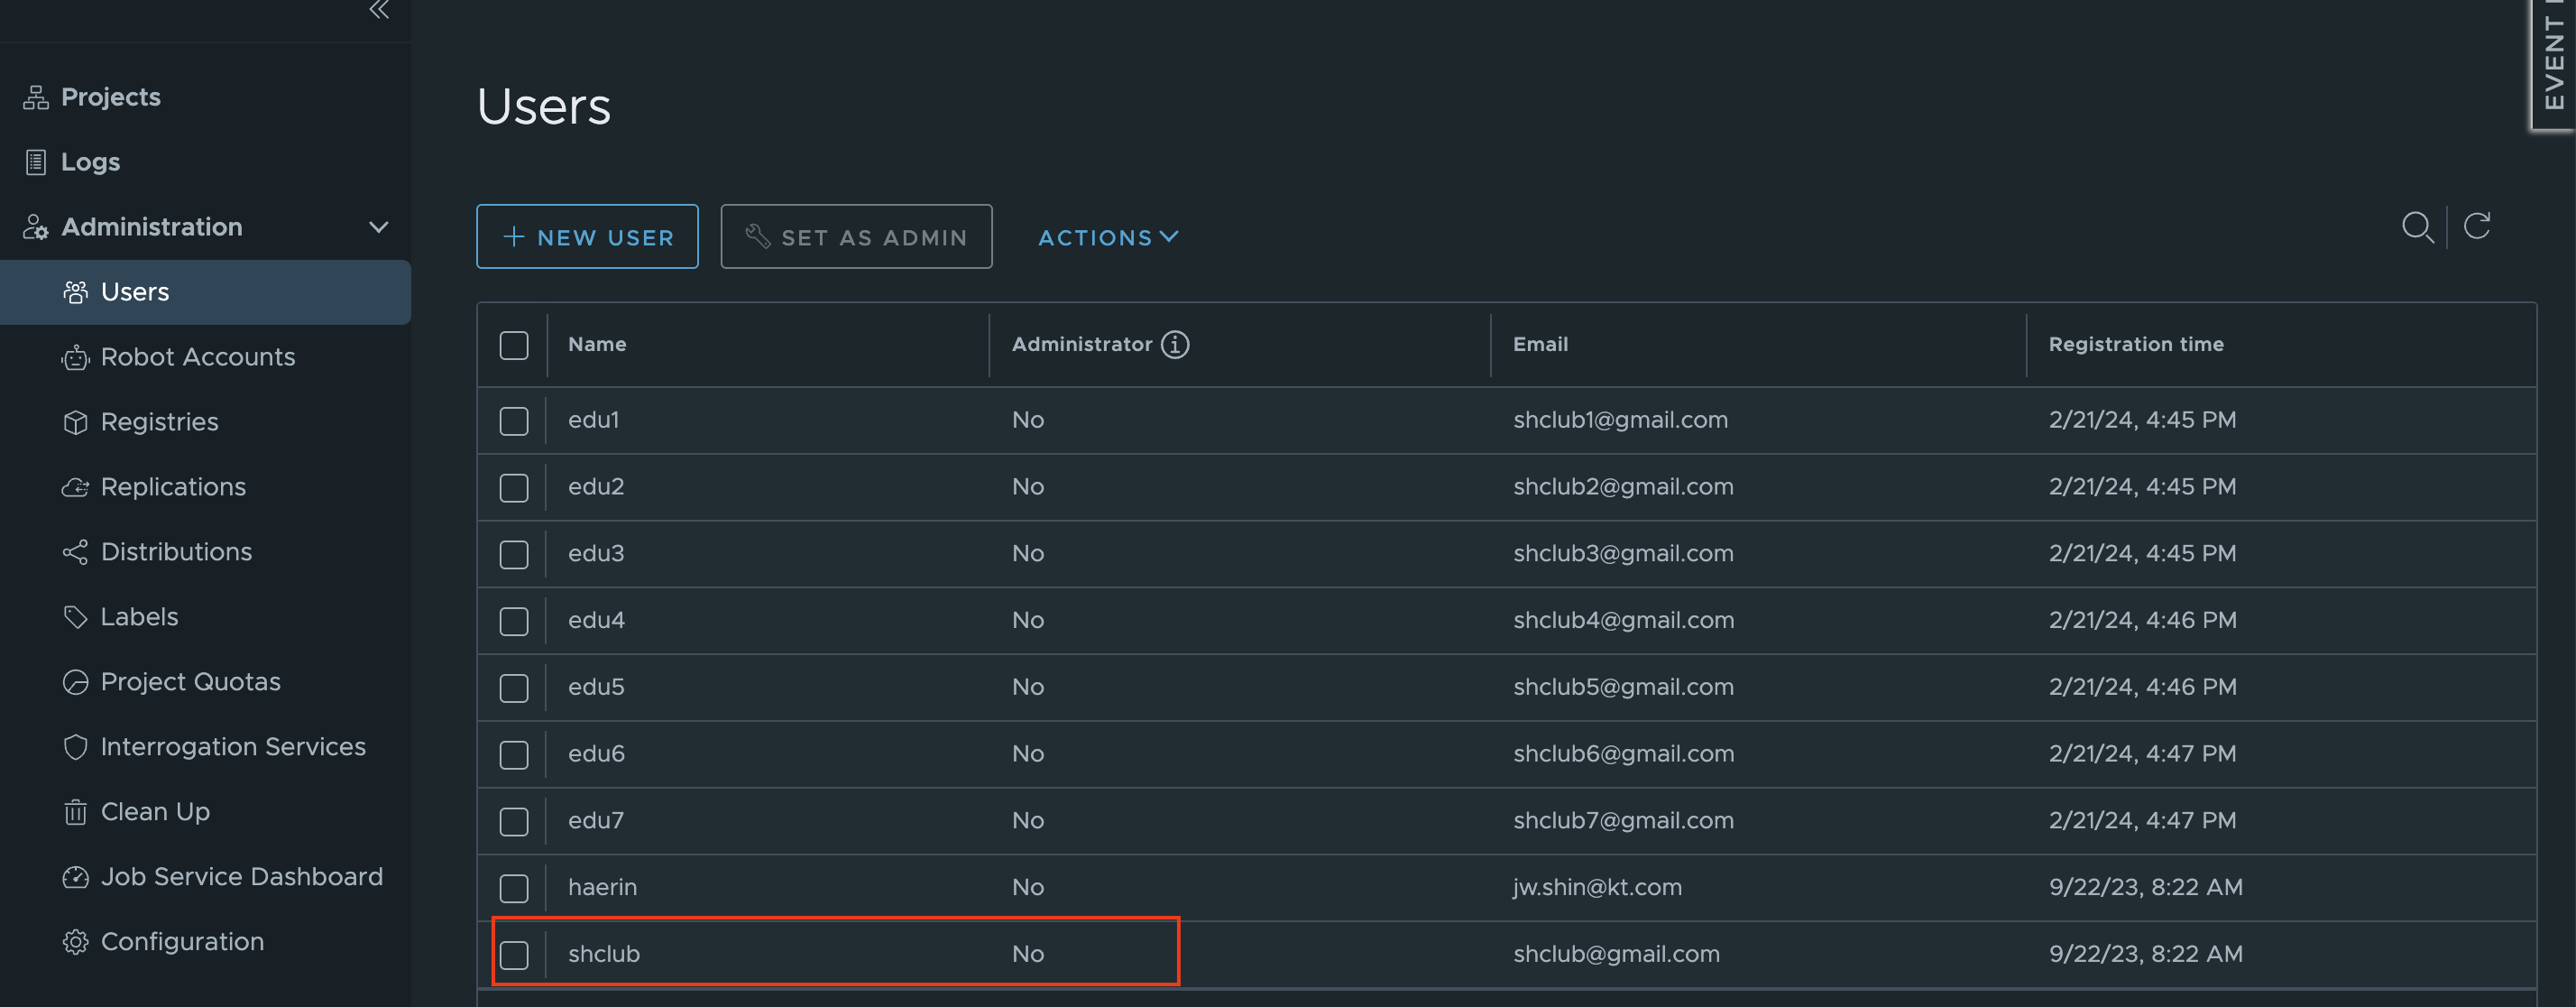 Projects
Logs
Administration
Users
Robot Accounts
Registries
Replications
Distributions
Labels
Project Quotas
Interrogation Services
Clean Up
Job Service Dashboard
Configuration
Users
NEW USER SET AS ADMIN ACTIONS
Name Administrator Email Registration time
edu1 No shclub1@gmail.com 2/21/24, 4:45 PM
edu2 No shclub2@gmail.com 2/21/24, 4:45 PM
edu3 No shclub3@gmail.com 2/21/24, 4:45 PM
edu4 No shclub4@gmail.com 2/21/24, 4:46 PM
edu5 No shclub5@gmail.com 2/21/24, 4:46 PM
edu6 No shclub6@gmail.com 2/21/24, 4:47 PM
edu7 No shclub7@gmail.com 2/21/24, 4:47 PM
haerin No jw.shin@kt.com 9/22/23, 8:22 AM
shclub No shclub@gmail.com 9/22/23, 8:22 AM
EVENT